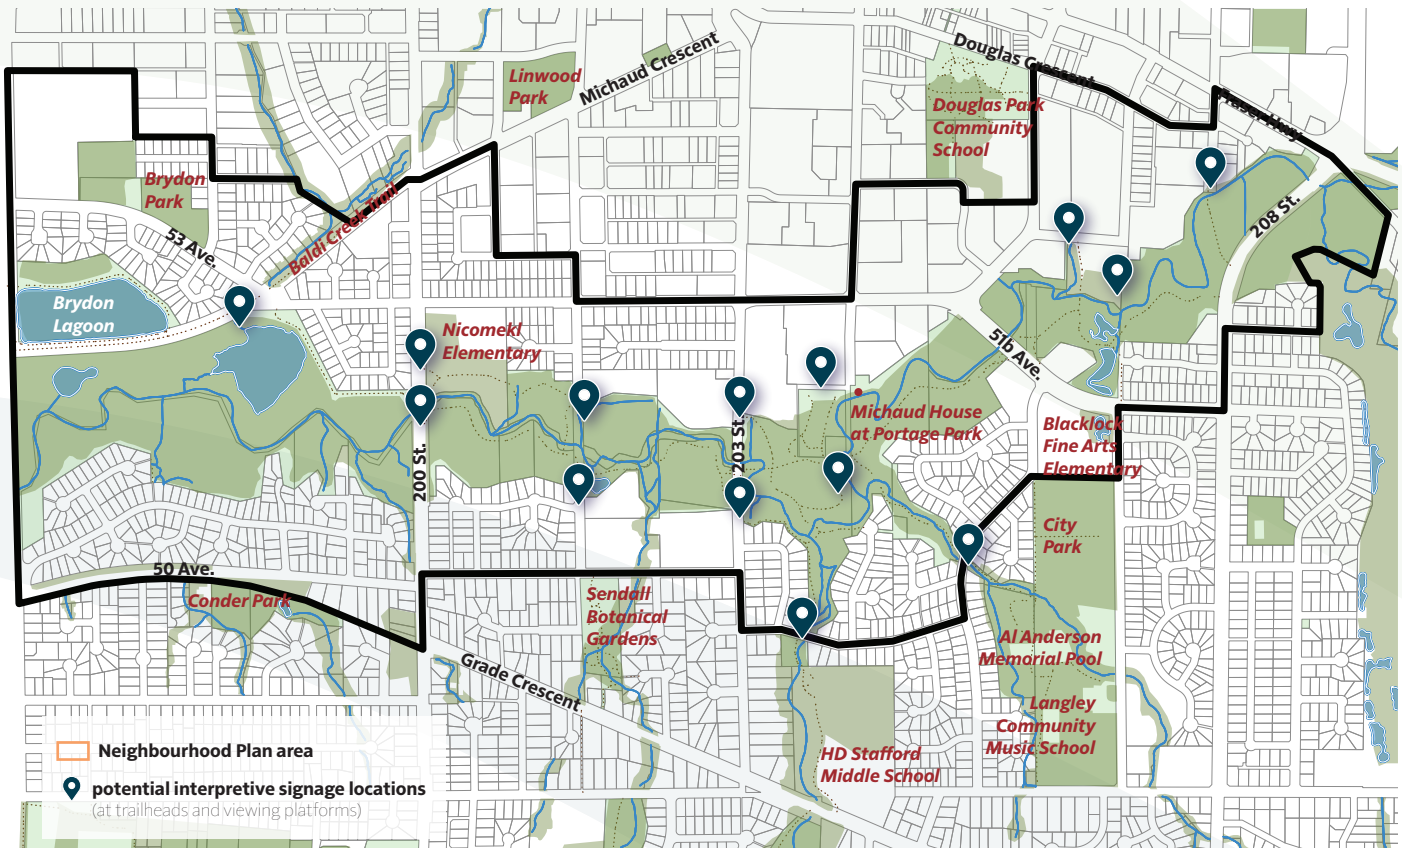 Douglas Crescent
Michaud Crescent
Linwood
Park
Fraser Hwy
Douglas Park
Community
School
Brydon
Park
208 St.
Baldi Creek Trail
53 Ave.
Brydon
Lagoon
Nicomekl
Elementary
51b Ave.
Michaud House
at Portage Park
Blacklock
Fine Arts
Elementary
203 St.
200 St.
City
Park
50 Ave.
Conder Park
Sendall
Botanical
Gardens
Al Anderson
Memorial Pool
Grade Crescent
Langley
Community
Music School
HD Stafford
Middle School
Neighbourhood Plan area
potential interpretive signage locations
(at trailheads and viewing platforms)